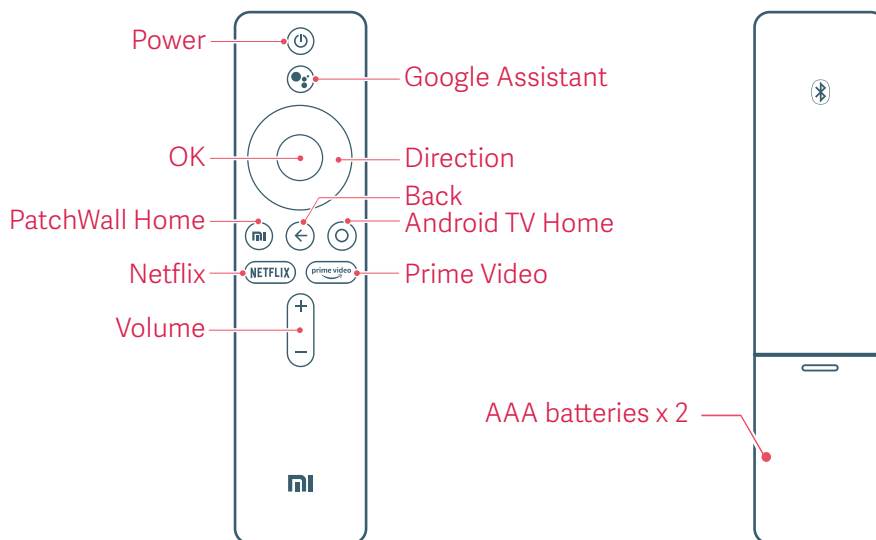 Power
Google Assistant
OK
Direction
Back
PatchWall Home
Android TV Home
mi
Netflix
NETFLIX
prime video
Prime Video
Volume
+
−
AAA batteries x 2
mi